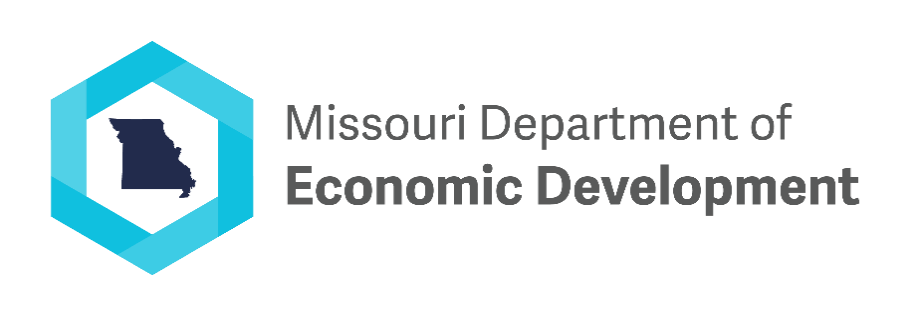 Missouri Department of
Economic Development